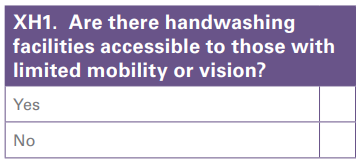 XH1. Are there handwashing
facilities accessible to those with
limited mobility or vision?
Yes
No